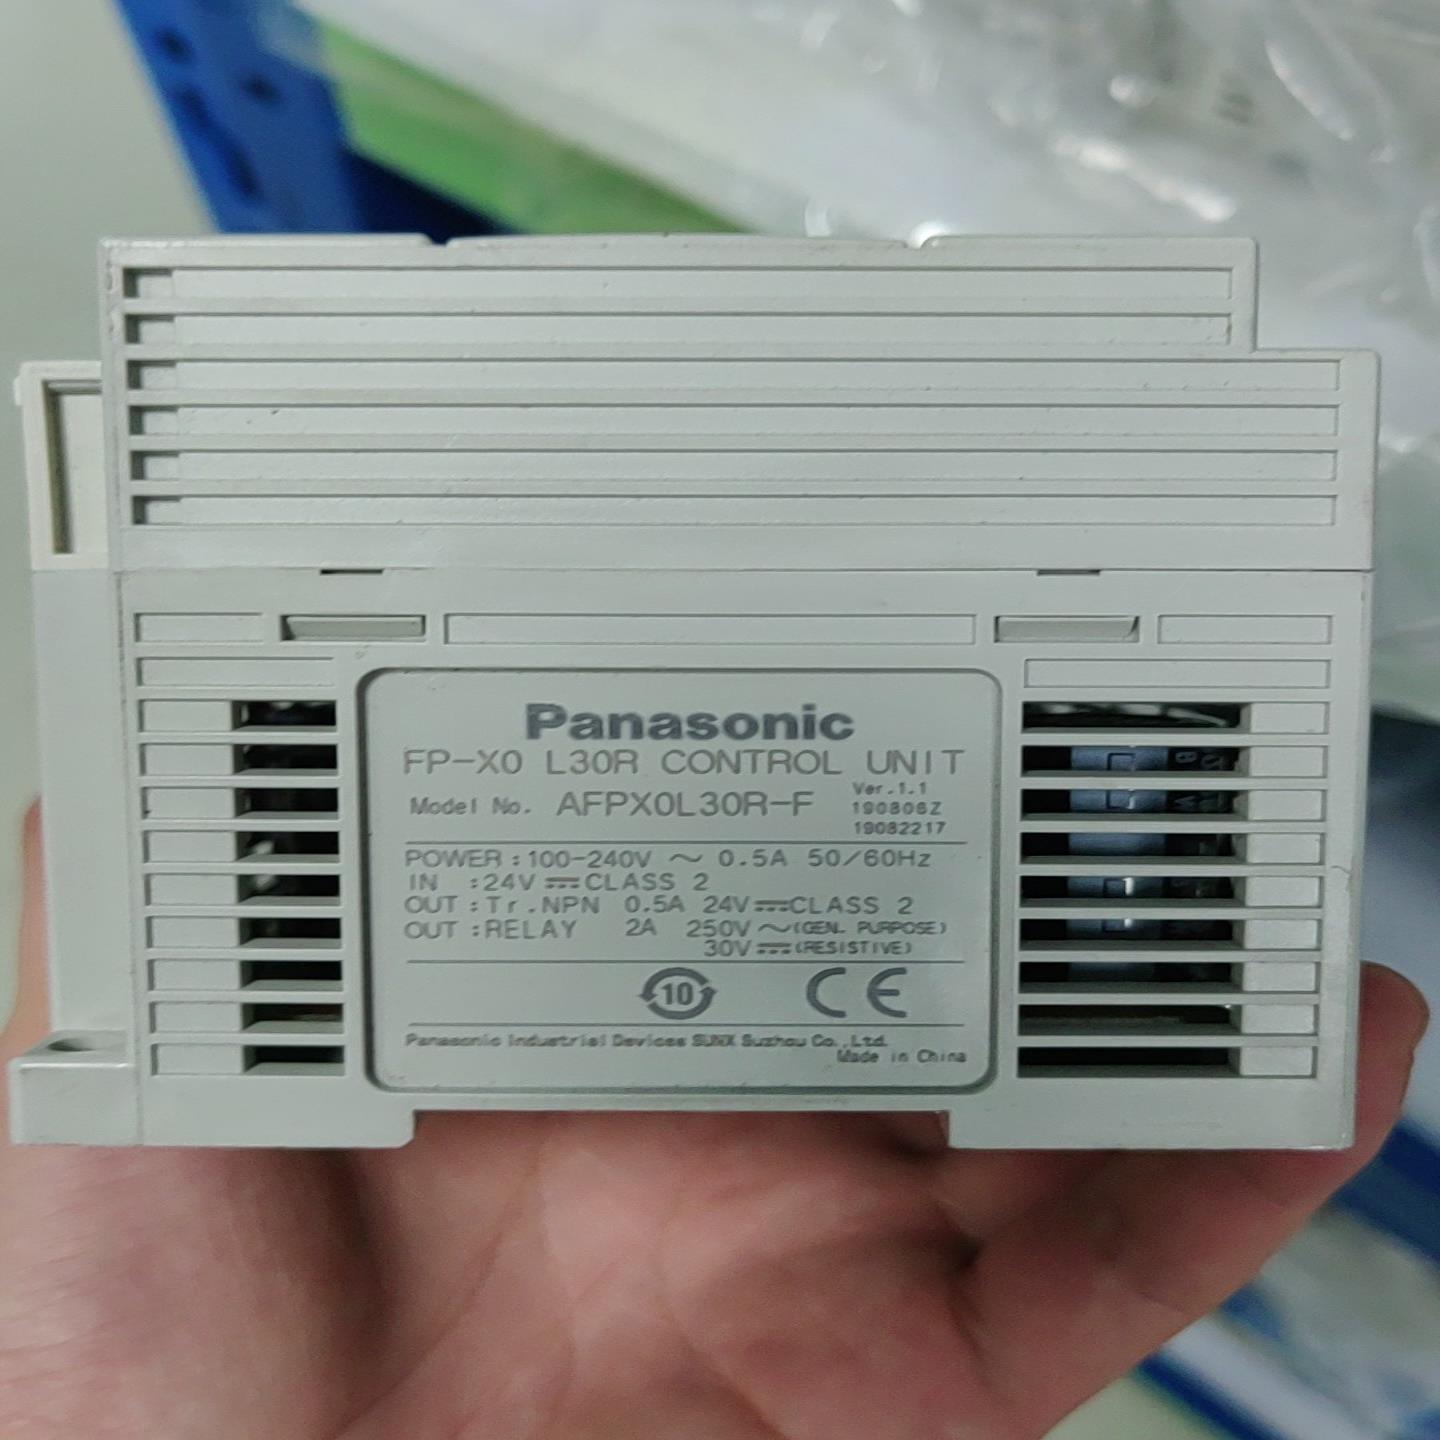 Panasonic
FP-X0 L30R CONTROL UNIT
Model No. AFPX0L30R-F
Ver.1.1
190806Z
19082217
POWER:100-240V ~ 0.5A 50/60Hz
IN :24V⎓CLASS 2
OUT:Tr.NPN 0.5A 24V⎓CLASS 2
OUT:RELAY 2A 250V~(GEN. PURPOSE)
30V⎓(RESISTIVE)
10 CE
Panasonic Industrial Devices SUNX Suzhou Co.,Ltd.
Made in China